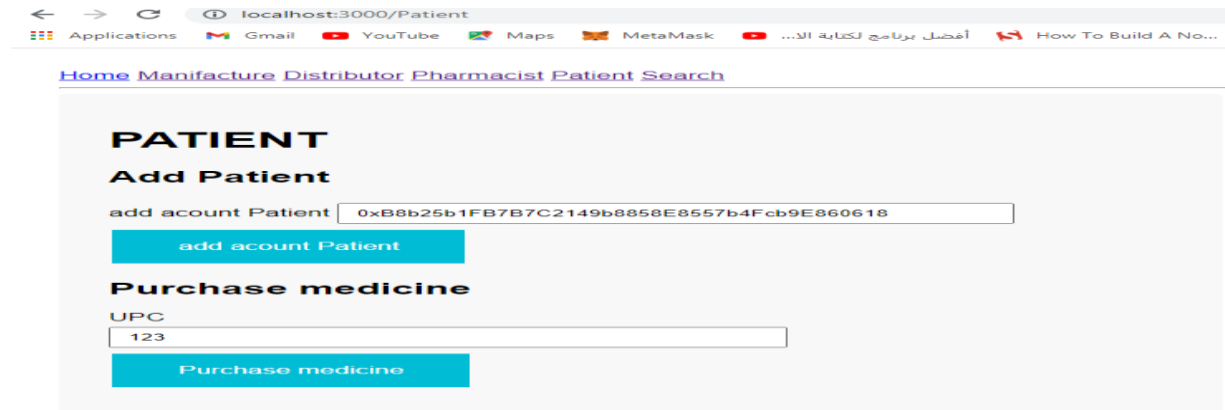 localhost:3000/Patient
Applications Gmail YouTube Maps MetaMask أفضل برنامج لكتابة الا... How To Build A No...
Home Manifacture Distributor Pharmacist Patient Search
PATIENT
Add Patient
add acount Patient 0xB8b25b1FB7B7C2149b8858E8557b4Fcb9E860618
add acount Patient
Purchase medicine
UPC
123
Purchase medicine